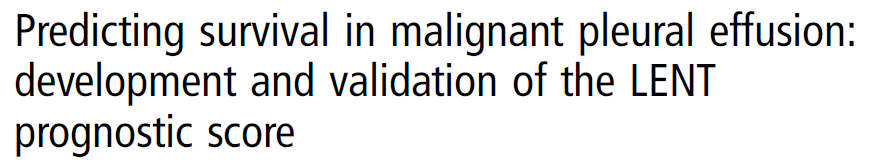 Predicting survival in malignant pleural effusion:
development and validation of the LENT
prognostic score